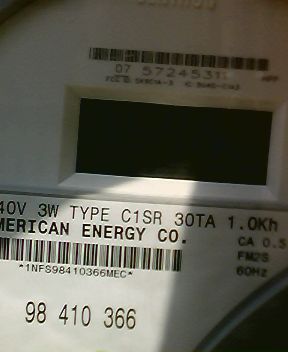 07 57245311
40V 3W TYPE C1SR 30TA 1.0Kh
MERICAN ENERGY CO.
CA 0.5
*1NFS98410366MEC*
FM2S
60Hz
98 410 366